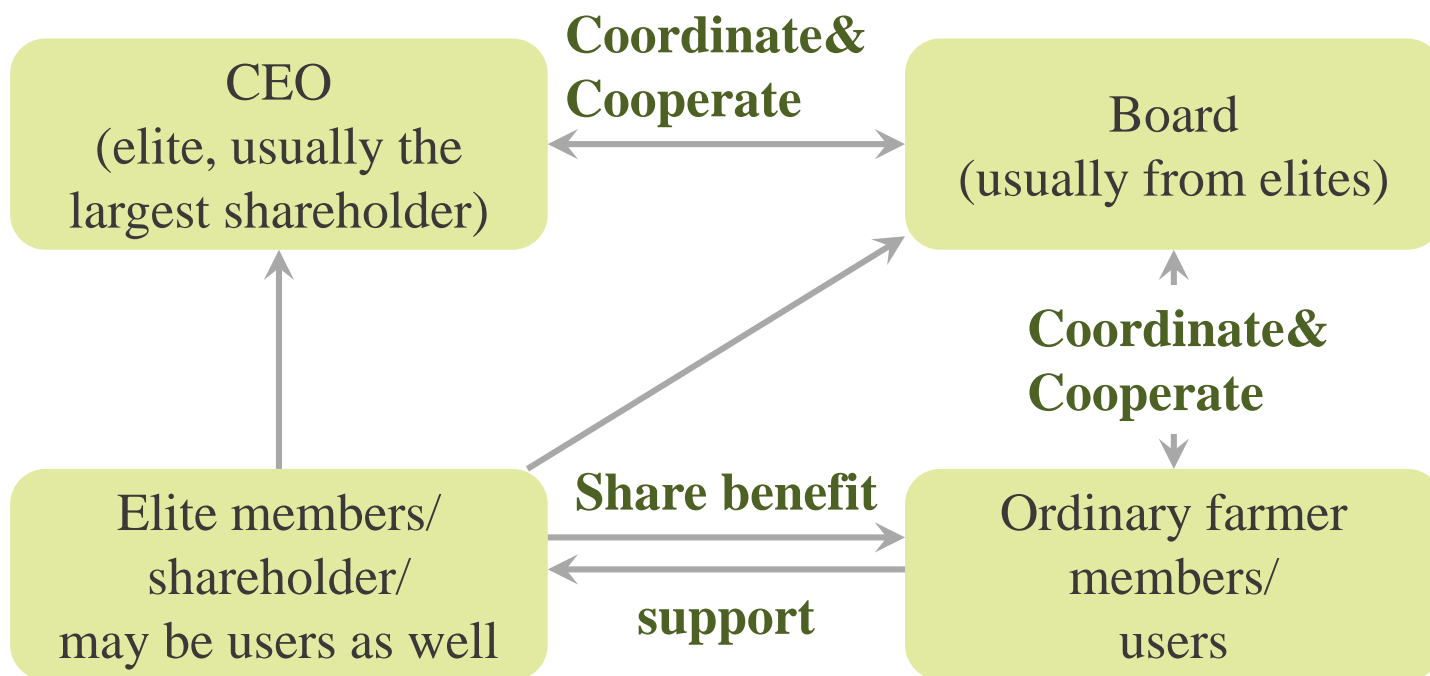 CEO
(elite, usually the
largest shareholder)
Coordinate&
Cooperate
Board
(usually from elites)
Coordinate&
Cooperate
Elite members/
shareholder/
may be users as well
Share benefit
support
Ordinary farmer
members/
users